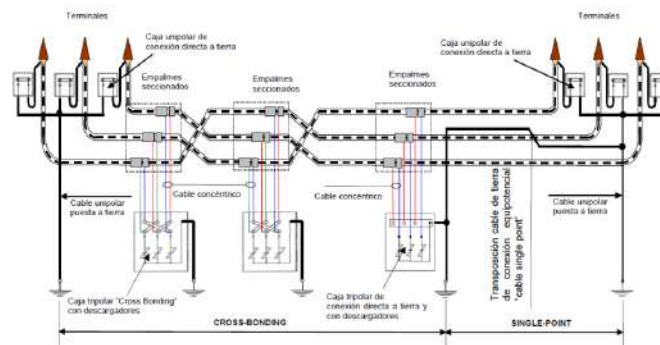 Terminales
Terminales
Caja unipolar de
conexión directa a tierra
Caja unipolar de
conexión directa a tierra
Empalmes
seccionados
Empalmes
seccionados
Empalmes
seccionados
Cable concéntrico
Cable concéntrico
Cable unipolar
puesta a tierra
Cable unipolar
puesta a tierra
Transposición cable de tierra
de conexión equipotencial
"cable single point"
Caja tripolar "Cross Bonding"
con descargadores
Caja tripolar de
conexión directa a tierra y
con descargadores
CROSS-BONDING
SINGLE-POINT